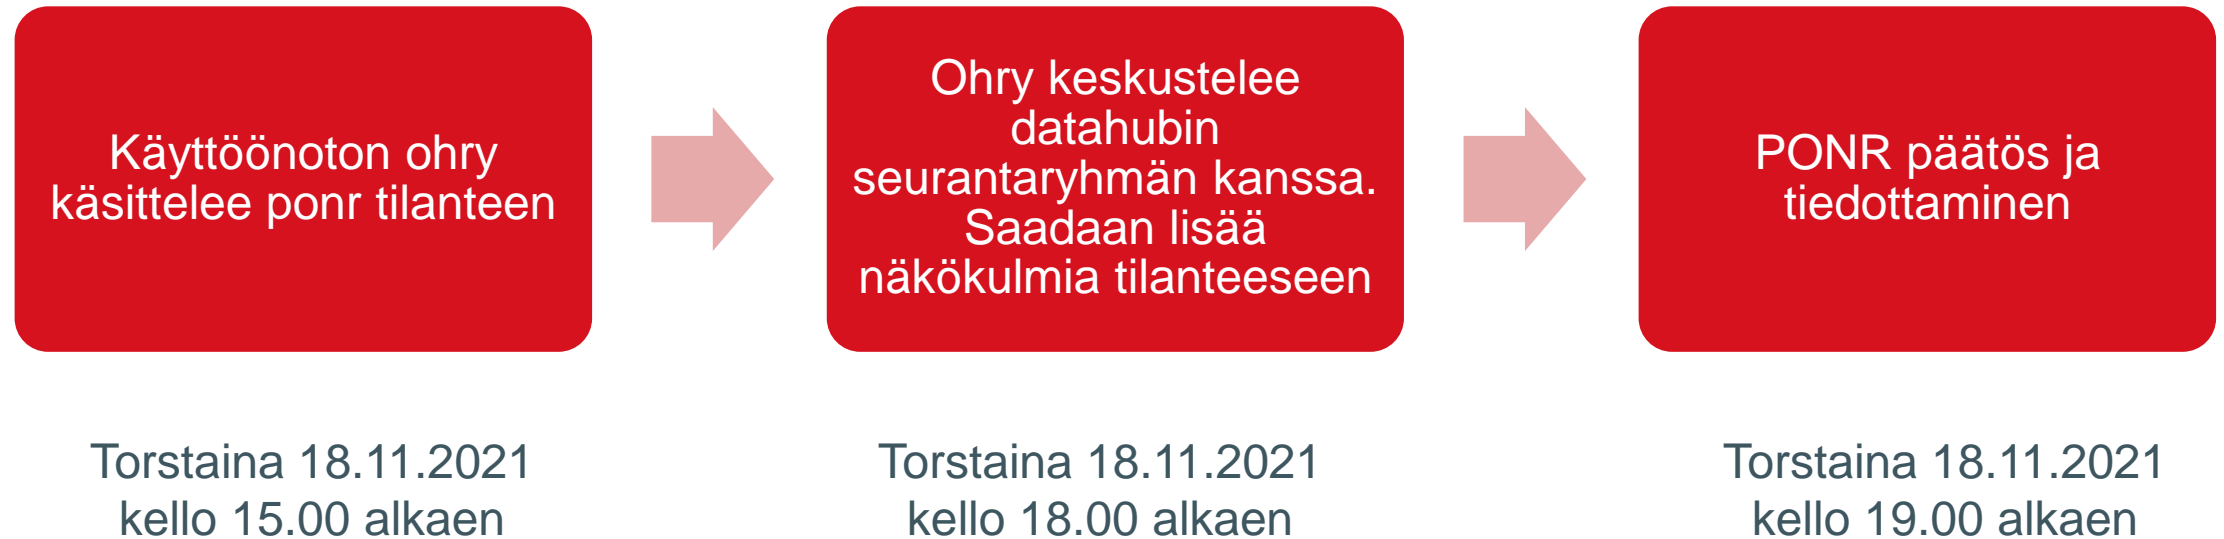 Käyttöönoton ohry
käsittelee ponr tilanteen
Ohry keskustelee
datahubin
seurantaryhmän kanssa.
Saadaan lisää
näkökulmia tilanteeseen
PONR päätös ja
tiedottaminen
Torstaina 18.11.2021
kello 15.00 alkaen
Torstaina 18.11.2021
kello 18.00 alkaen
Torstaina 18.11.2021
kello 19.00 alkaen